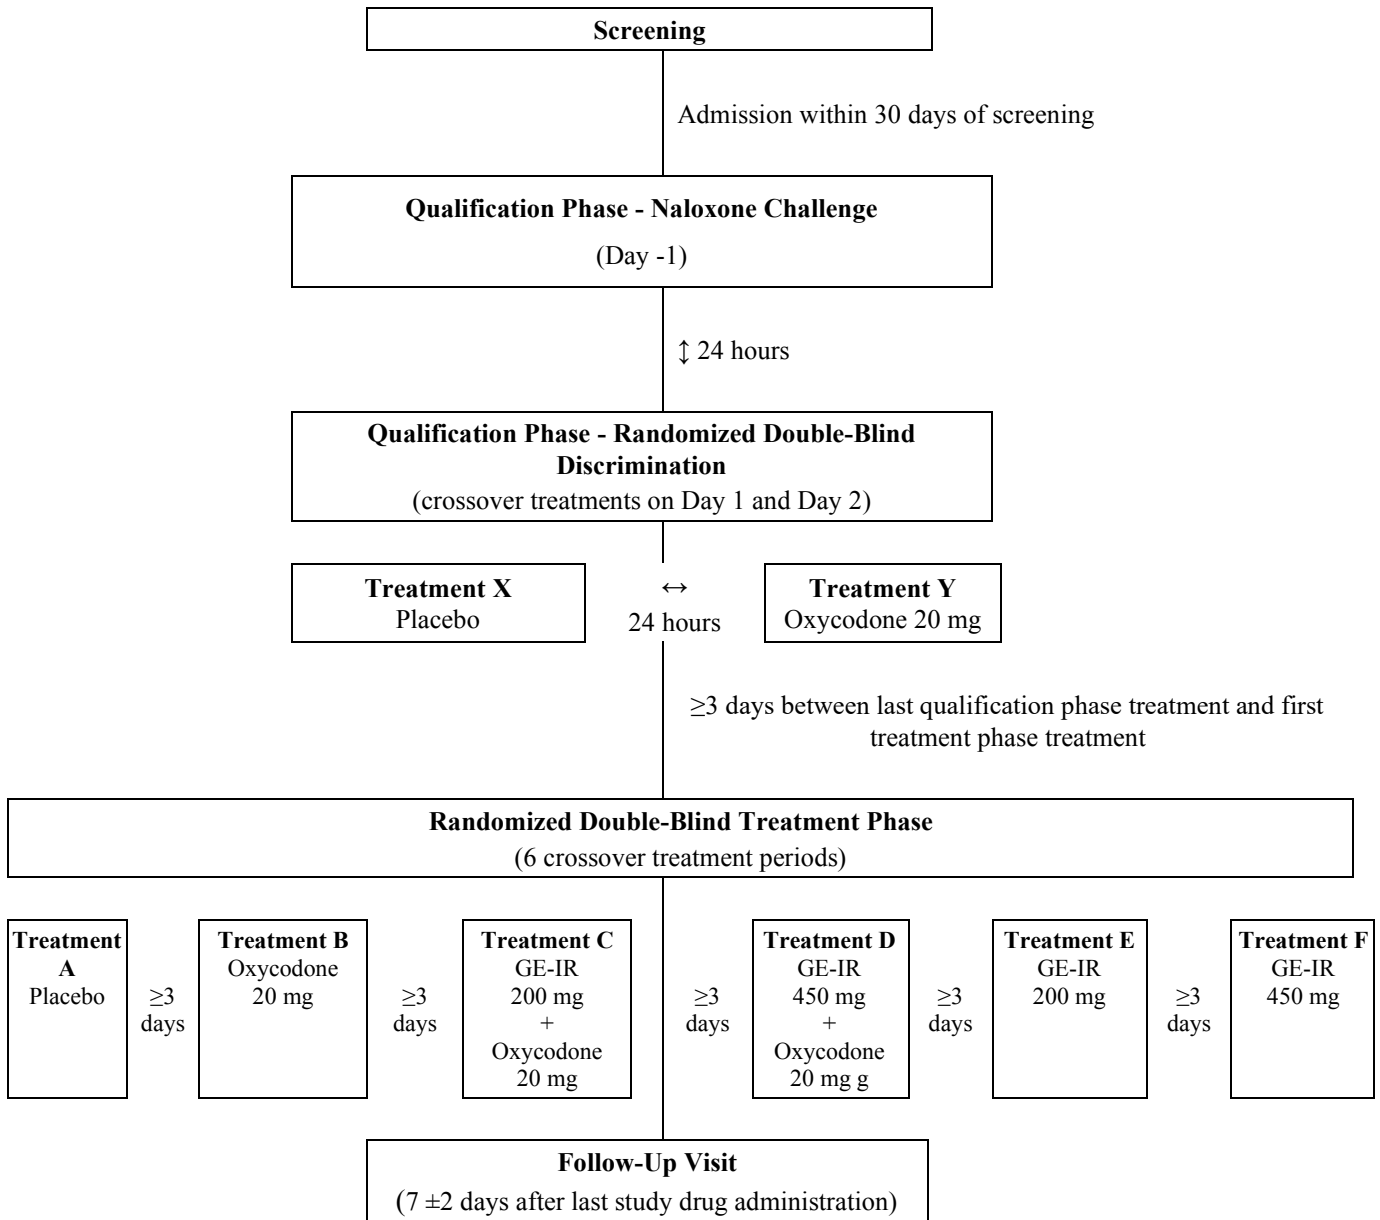 Screening
Admission within 30 days of screening
Qualification Phase - Naloxone Challenge
(Day -1)
↕ 24 hours
Qualification Phase - Randomized Double-Blind
Discrimination
(crossover treatments on Day 1 and Day 2)
Treatment X
Placebo
↔
24 hours
Treatment Y
Oxycodone 20 mg
≥3 days between last qualification phase treatment and first
treatment phase treatment
Randomized Double-Blind Treatment Phase
(6 crossover treatment periods)
Treatment
A
Placebo
≥3
days
Treatment B
Oxycodone
20 mg
≥3
days
Treatment C
GE-IR
200 mg
+
Oxycodone
20 mg
≥3
days
Treatment D
GE-IR
450 mg
+
Oxycodone
20 mg g
≥3
days
Treatment E
GE-IR
200 mg
≥3
days
Treatment F
GE-IR
450 mg
Follow-Up Visit
(7 ±2 days after last study drug administration)